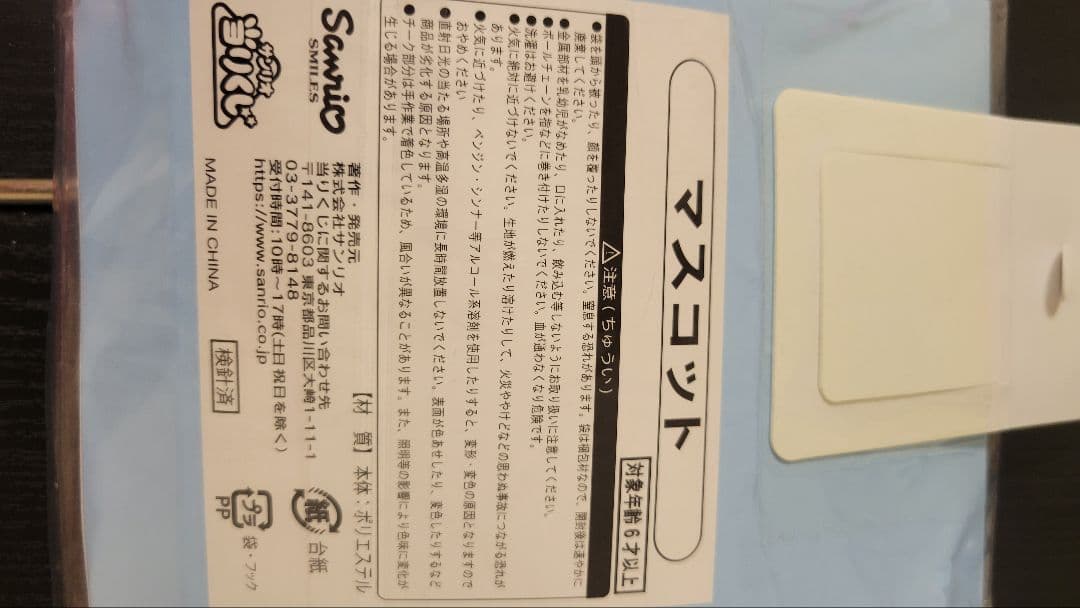 マスコット
対象年齢6才以上
⚠注意(ちゅうい)
●袋を頭から被ったり、顔を覆ったりしないでください。窒息する恐れがあります。袋は梱包材なので、開封後は速やかに
廃棄してください。
●金属部材を乳幼児がなめたり、口に入れたり、飲み込む等しないようにお取り扱いに注意してください。
●ボールチェーンを指などに巻き付けたりしないでください。血が通わなくなり危険です。
●洗濯はお避けください。
●火気に絶対に近づけないでください。生地が燃えたり溶けたりして、火災ややけどなどの思わぬ事故につながる恐れが
あります。
●火気に近づけたり、ベンジン・シンナー等アルコール系溶剤を使用したりすると、変形・変色の原因となりますので
おやめください
●直射日光の当たる場所や高温多湿の環境に長時間放置しないでください。表面が色あせしたり、変色したりするなど
商品が劣化する原因となります。
●チーク部分は手作業で着色しているため、風合いが異なることがあります。また、照明等の影響により色味に変化が
生じる場合があります。
【材 質】本体：ポリエステル
Sanrio
SMILES
著作・発売元
株式会社サンリオ
当りくじに関するお問い合わせ先
〒141-8603 東京都品川区大崎1-11-1
03-3779-8148
受付時間：10時～17時(土日 祝日を除く)
https://www.sanrio.co.jp
紙 台紙
プラ 袋・フック
PP
サンリオ
当りくじ
MADE IN CHINA
検針済